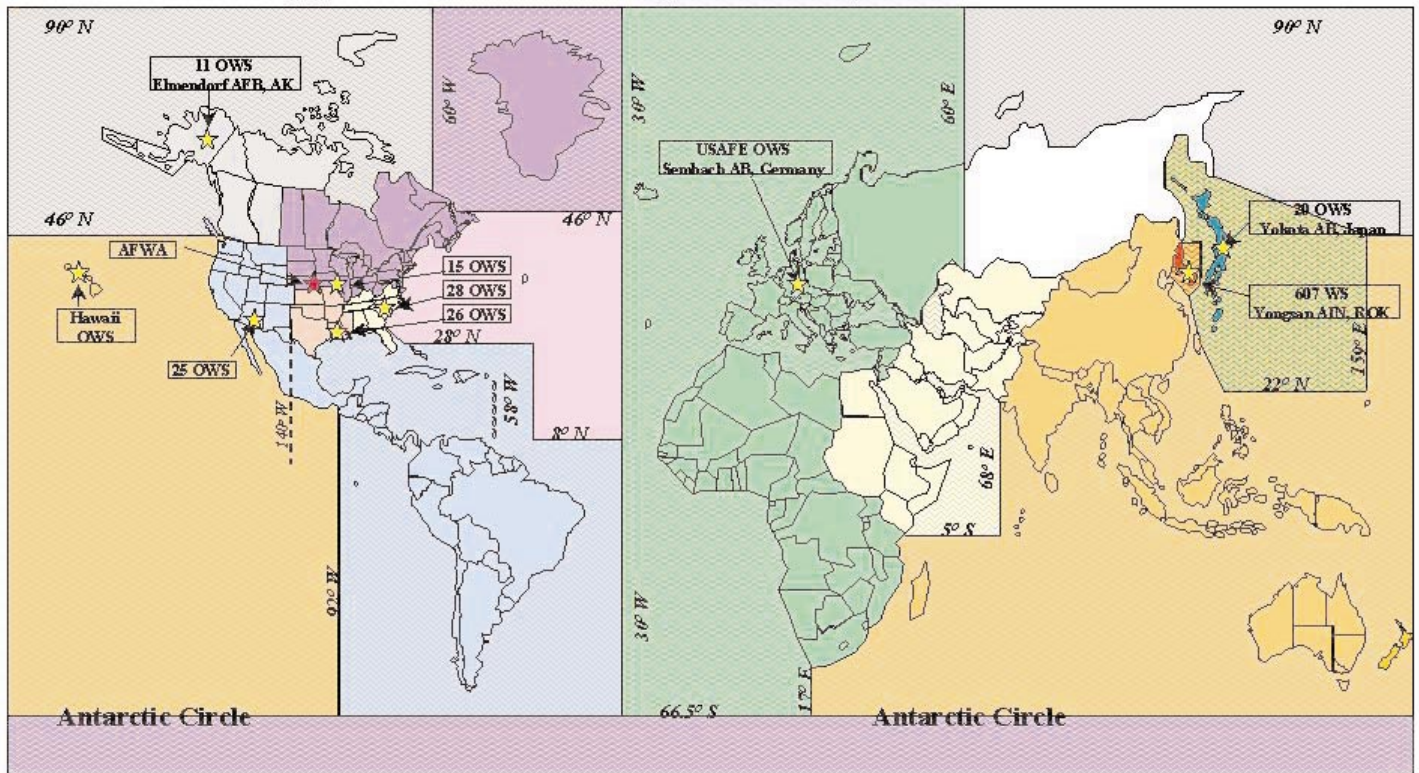 90° N
90° N
11 OWS
Elmendorf AFB, AK
60° W
30° W
60° E
USAFE OWS
Sembach AB, Germany
46° N
46° N
20 OWS
Yokota AB, Japan
AFWA
15 OWS
28 OWS
26 OWS
607 WS
Yongsan AIN, ROK
Hawaii
OWS
28° N
25 OWS
159° E
22° N
58° W
140° W
8° N
68° E
5° S
92° W
30° W
17° E
66.5° S
Antarctic Circle
Antarctic Circle